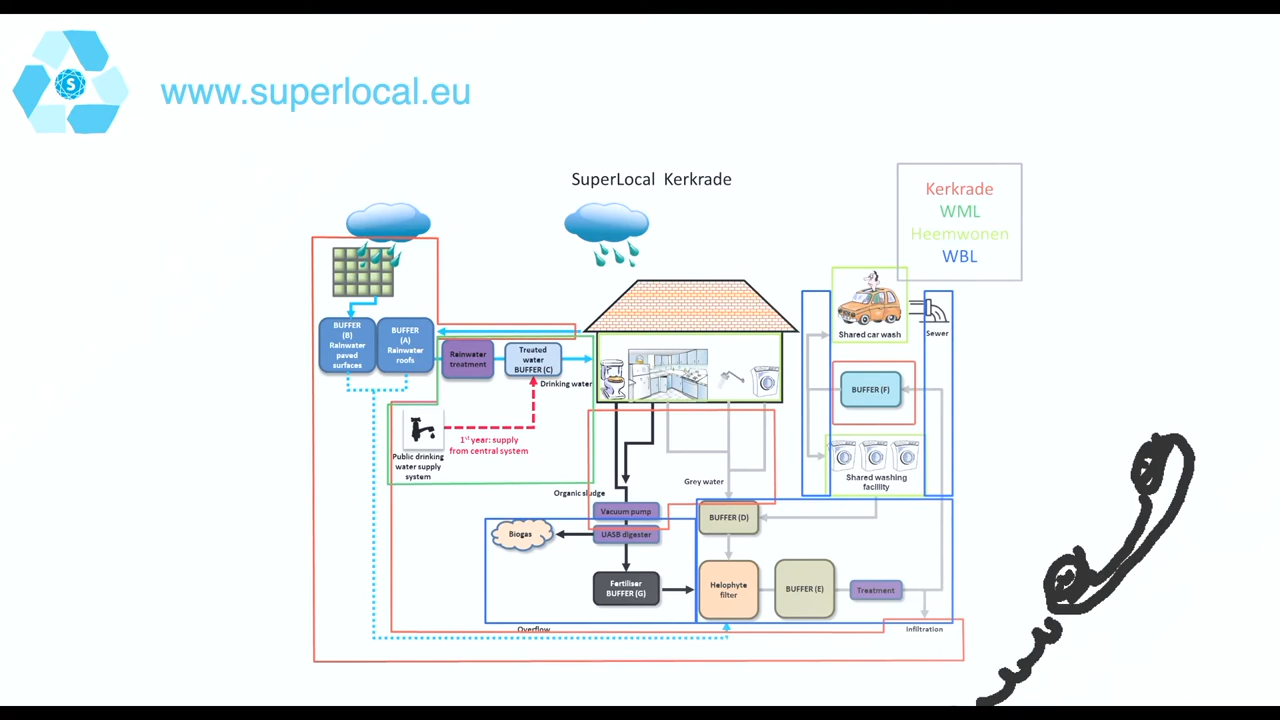 S
www.superlocal.eu
SuperLocal Kerkrade
Kerkrade
WML
Heemwonen
WBL
BUFFER
(B)
Rainwater
paved
surfaces
BUFFER
(A)
Rainwater
roofs
Rainwater
treatment
Treated
water
BUFFER (C)
Drinking water
Public drinking
water supply
system
1st year: supply
from central system
Shared car wash
Sewer
BUFFER (F)
Shared washing
facility
Organic sludge
Grey water
Vacuum pump
UASB digester
Biogas
Fertiliser
BUFFER (G)
BUFFER (D)
Helophyte
filter
BUFFER (E)
Treatment
Overflow
Infiltration